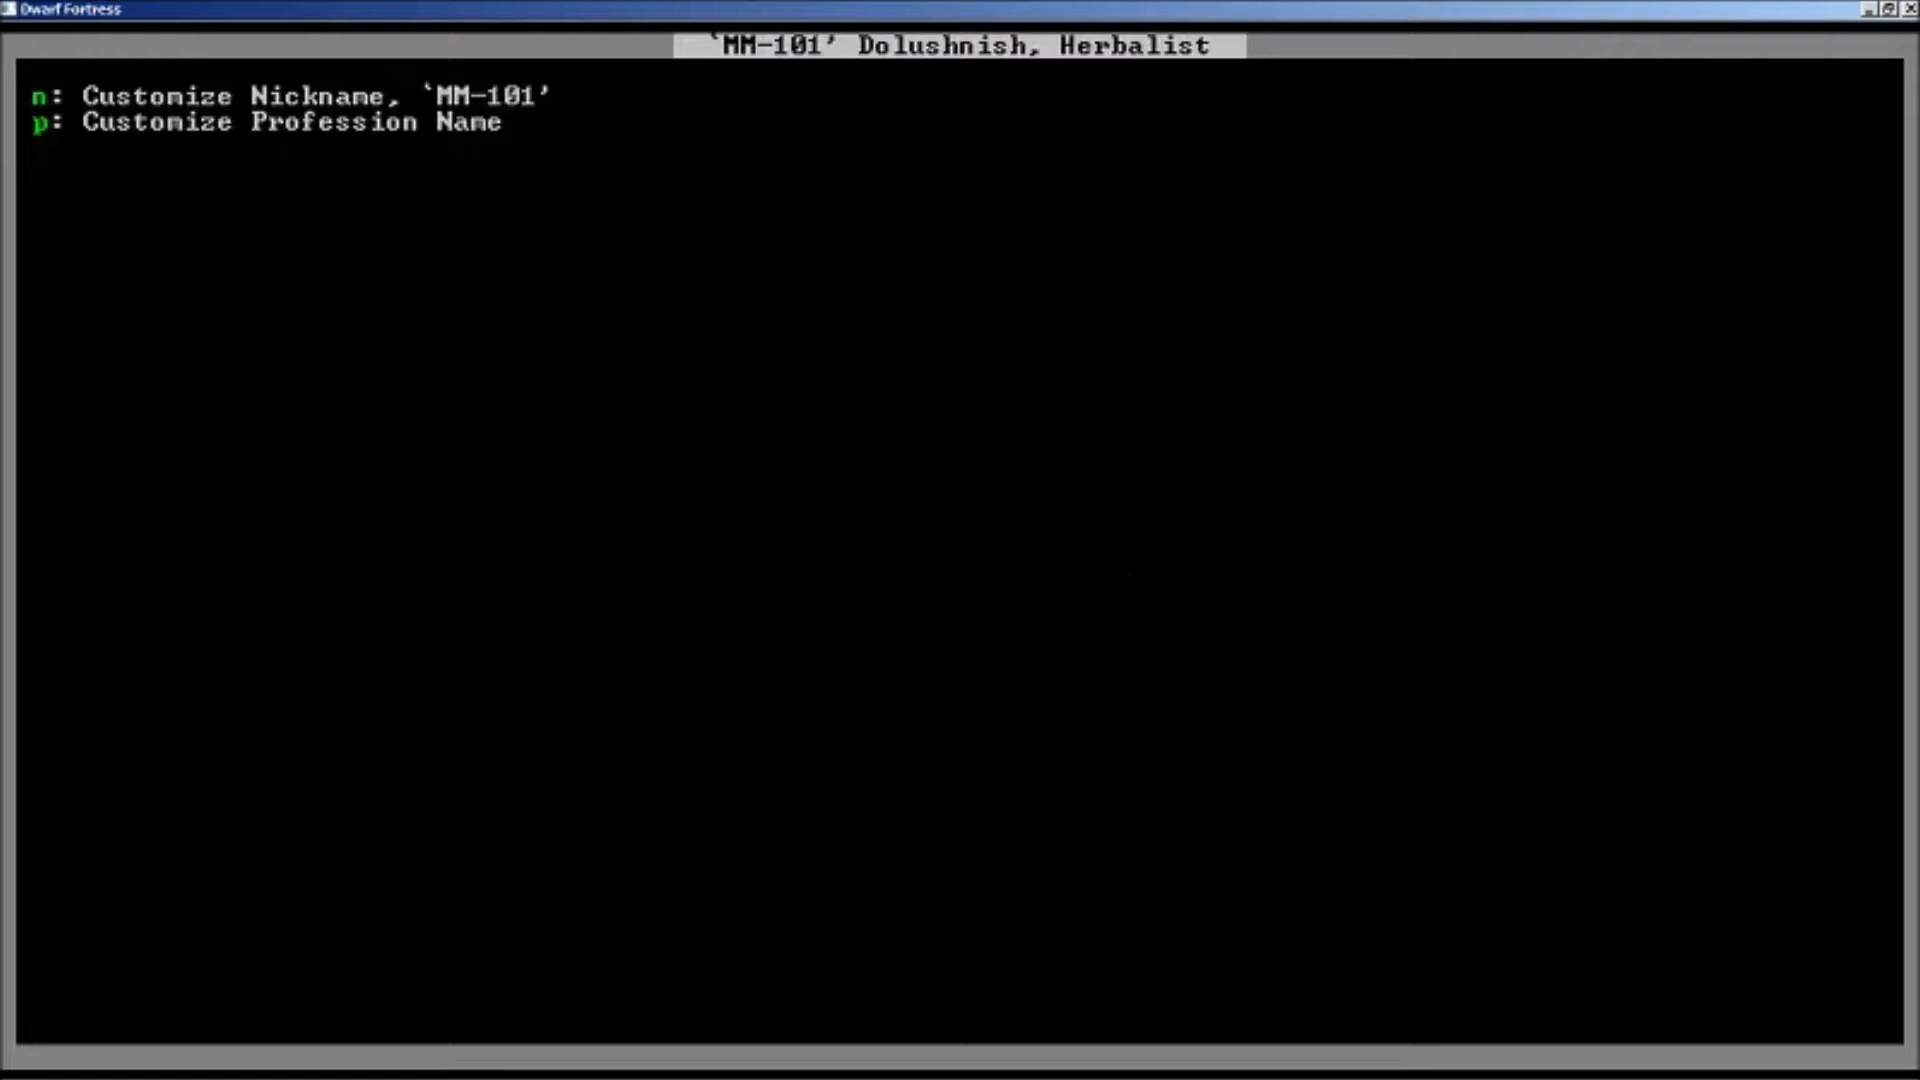 Dwarf Fortress
`MM-101' Dolushnish, Herbalist
n: Customize Nickname, `MM-101'
p: Customize Profession Name